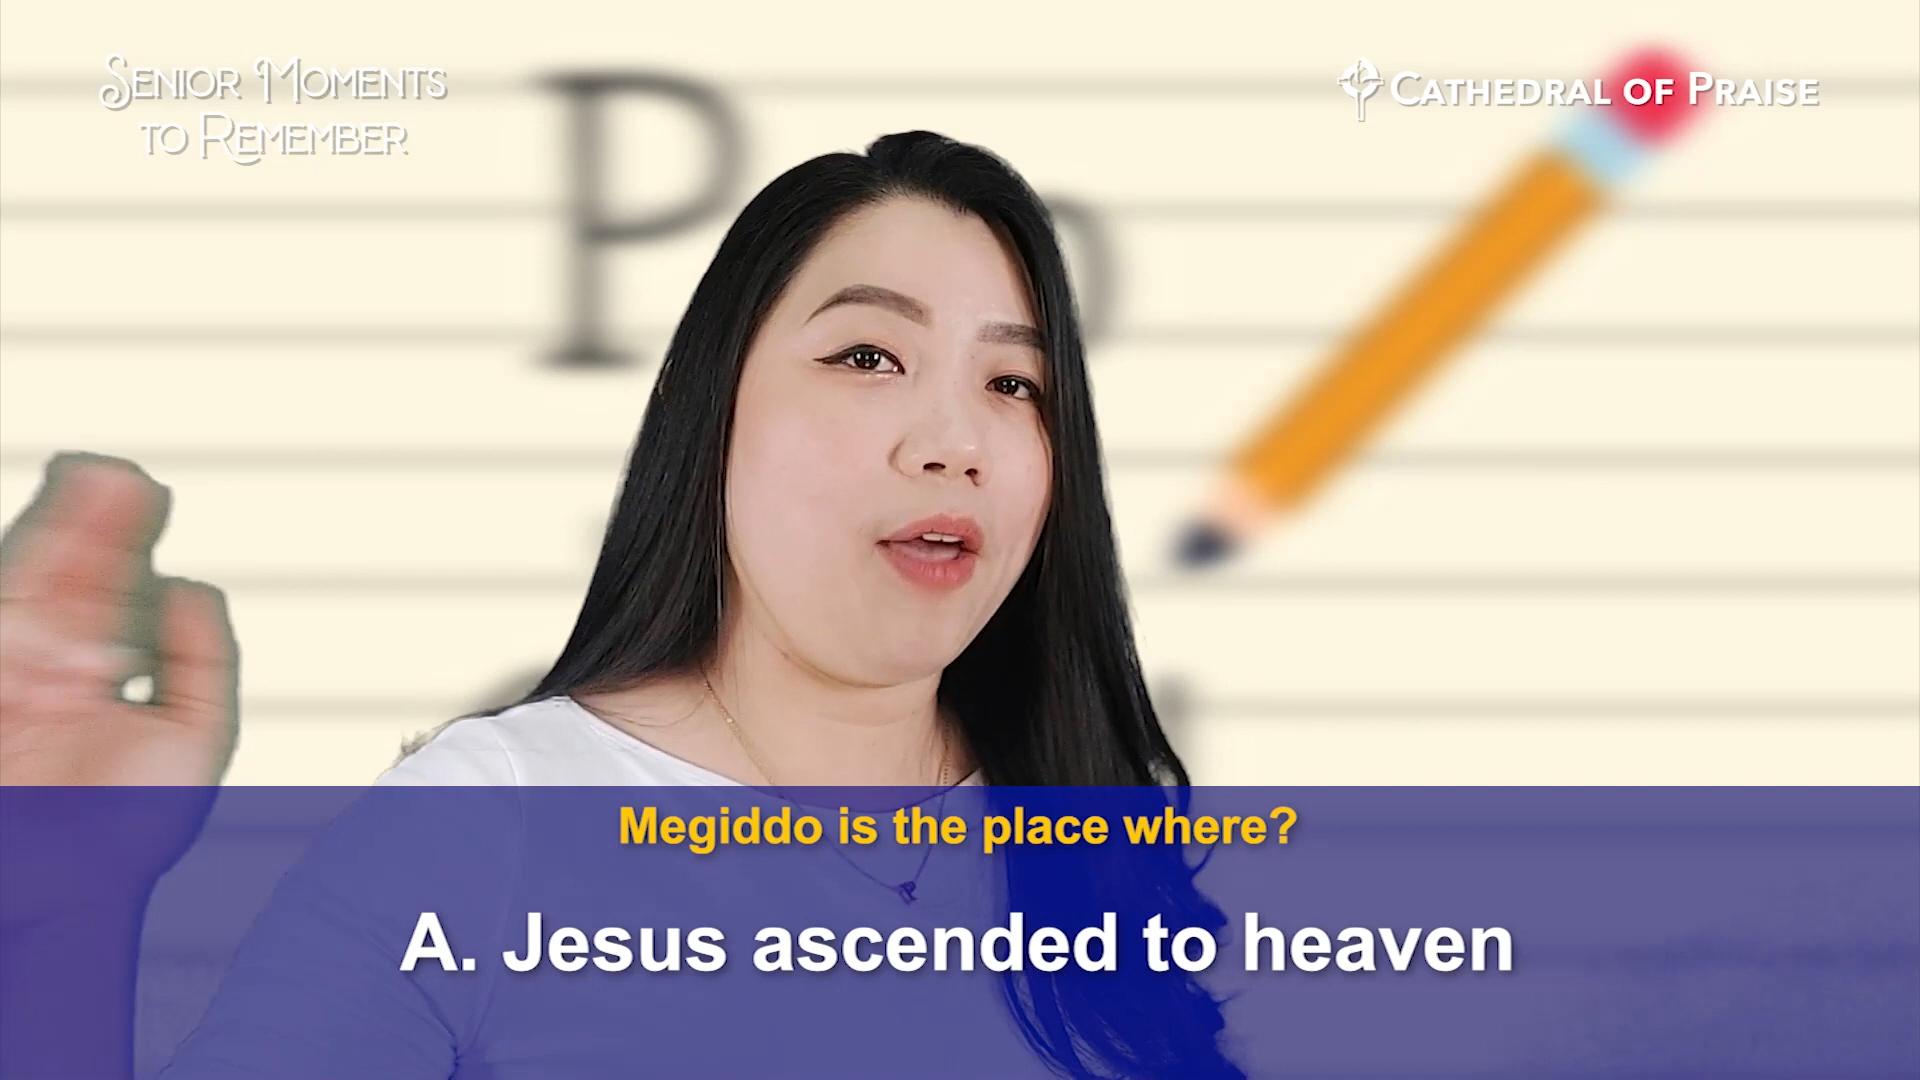 Senior Moments
to Remember
Cathedral of Praise
P
Megiddo is the place where?
A. Jesus ascended to heaven